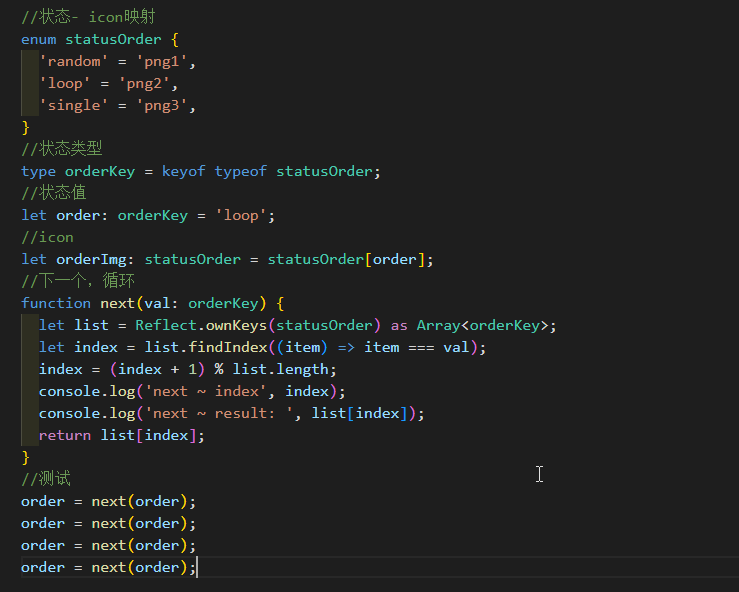 //状态- icon映射
enum statusOrder {
  'random' = 'png1',
  'loop' = 'png2',
  'single' = 'png3',
}
//状态类型
type orderKey = keyof typeof statusOrder;
//状态值
let order: orderKey = 'loop';
//icon
let orderImg: statusOrder = statusOrder[order];
//下一个，循环
function next(val: orderKey) {
  let list = Reflect.ownKeys(statusOrder) as Array<orderKey>;
  let index = list.findIndex((item) => item === val);
  index = (index + 1) % list.length;
  console.log('next ~ index', index);
  console.log('next ~ result: ', list[index]);
  return list[index];
}
//测试
order = next(order);
order = next(order);
order = next(order);
order = next(order);